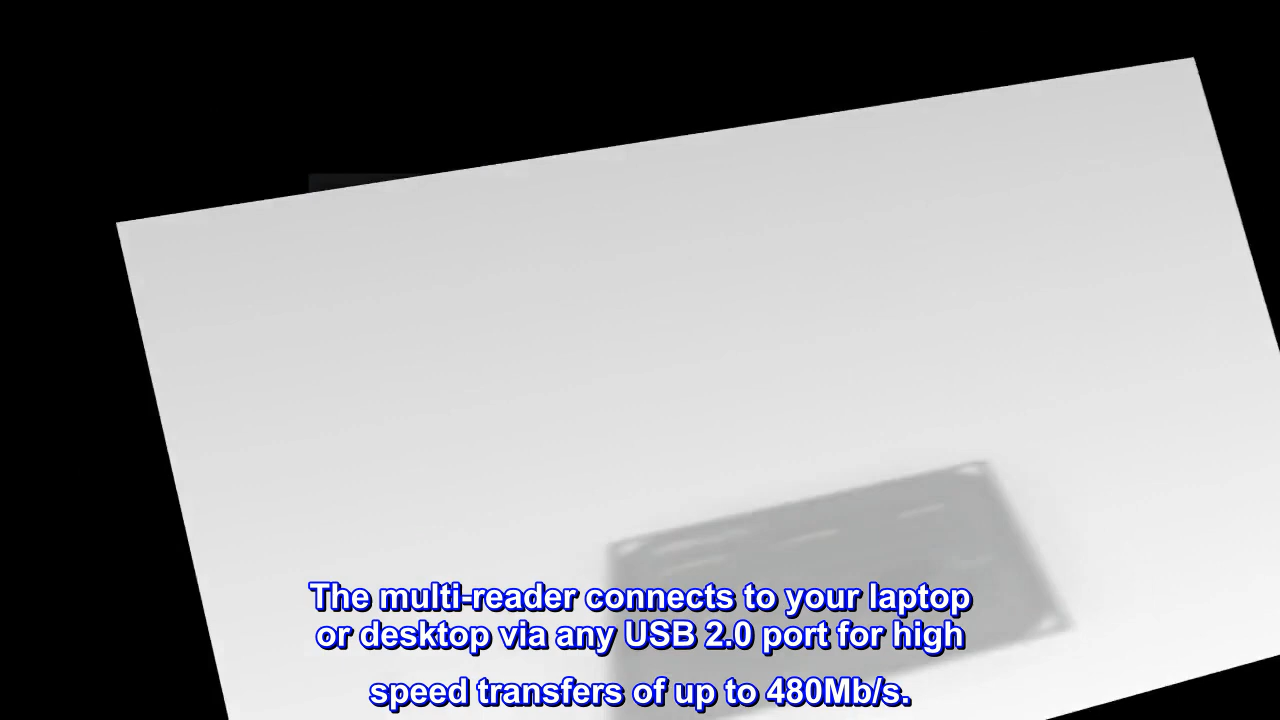 The multi-reader connects to your laptop
or desktop via any USB 2.0 port for high
speed transfers of up to 480Mb/s.